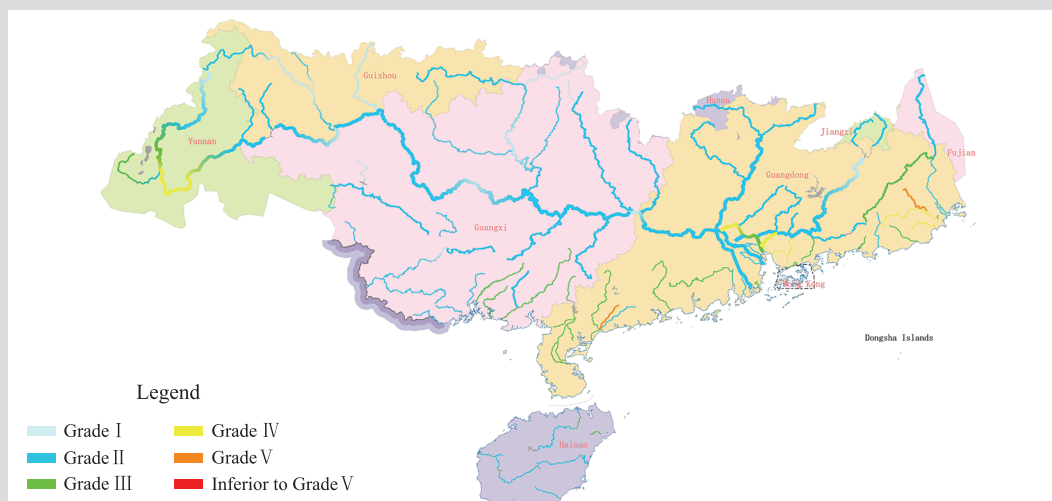 Guizhou
Hunan
Yunnan
Jiangxi
Fujian
Guangdong
Guangxi
Hong Kong
Dongsha Islands
Legend
Grade Ⅰ
Grade Ⅳ
Grade Ⅱ
Grade Ⅴ
Grade Ⅲ
Inferior to Grade Ⅴ
Hainan